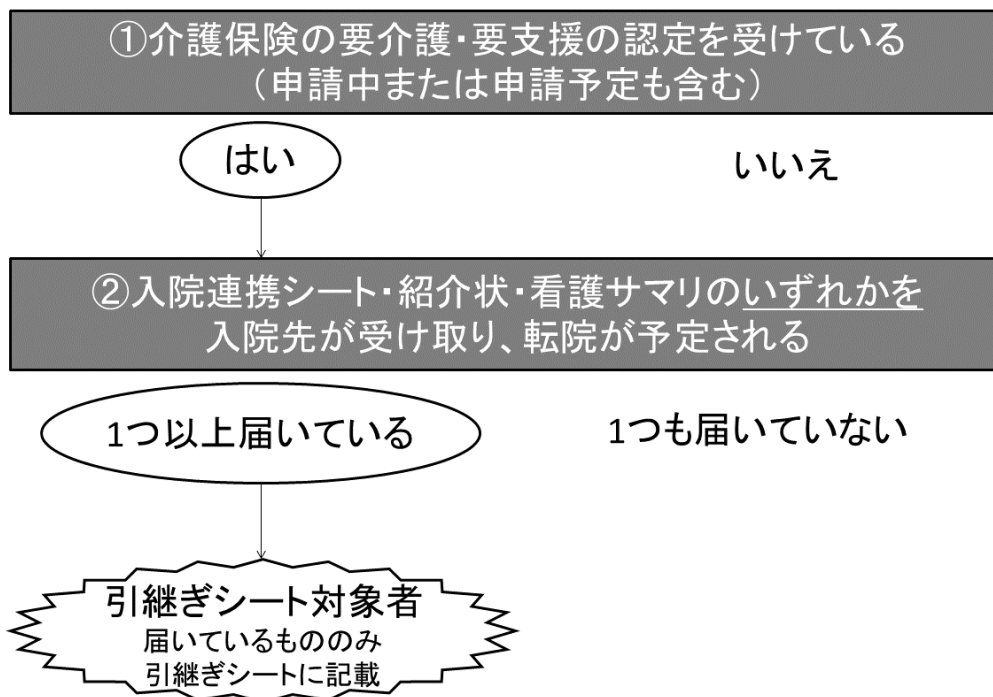 ①介護保険の要介護・要支援の認定を受けている
（申請中または申請予定も含む）
はい
いいえ
②入院連携シート・紹介状・看護サマリのいずれかを
入院先が受け取り、転院が予定される
1つ以上届いている
1つも届いていない
引継ぎシート対象者
届いているもののみ
引継ぎシートに記載